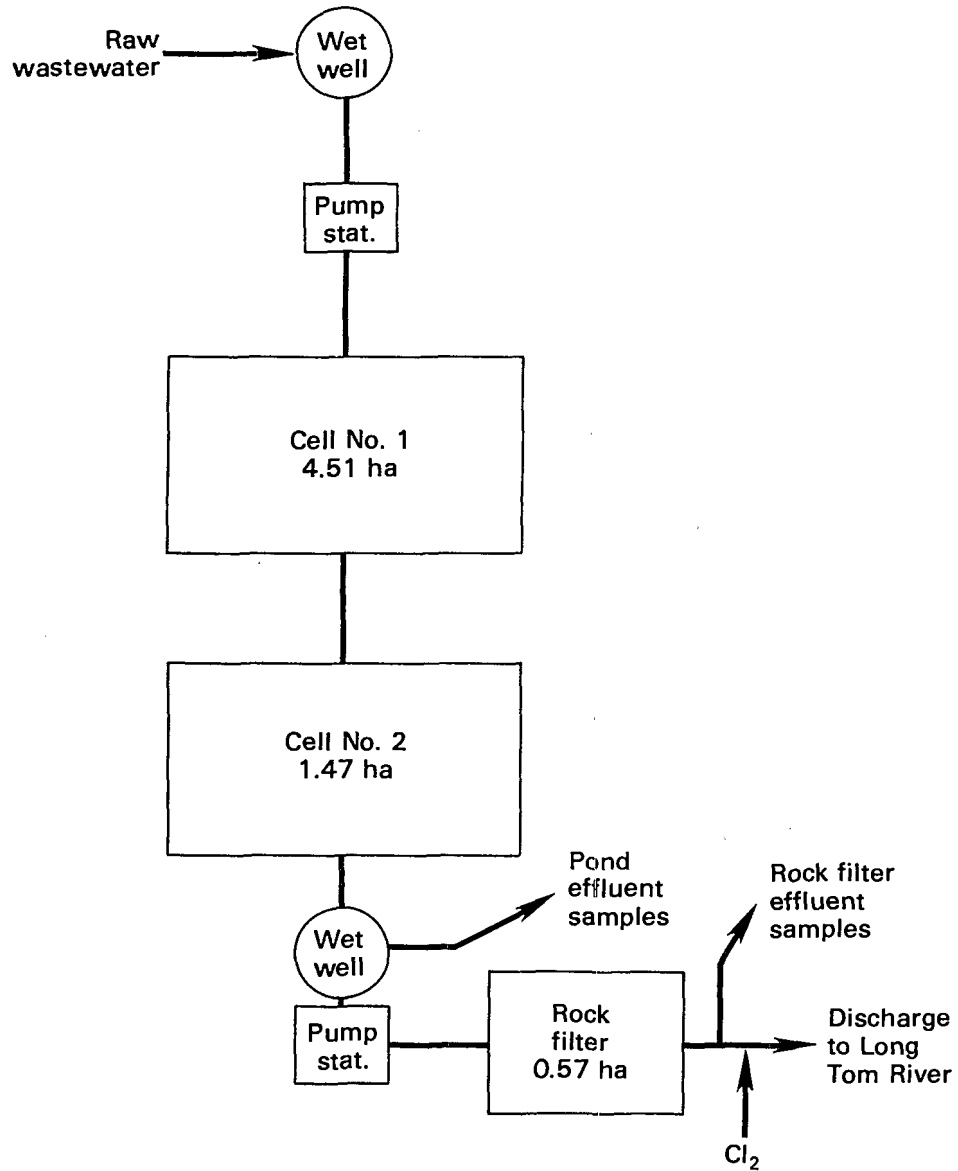 Raw
wastewater
Wet
well
Pump
stat.
Cell No. 1
4.51 ha
Cell No. 2
1.47 ha
Pond
effluent
samples
Rock filter
effluent
samples
Wet
well
Pump
stat.
Rock
filter
0.57 ha
Discharge
to Long
Tom River
Cl₂